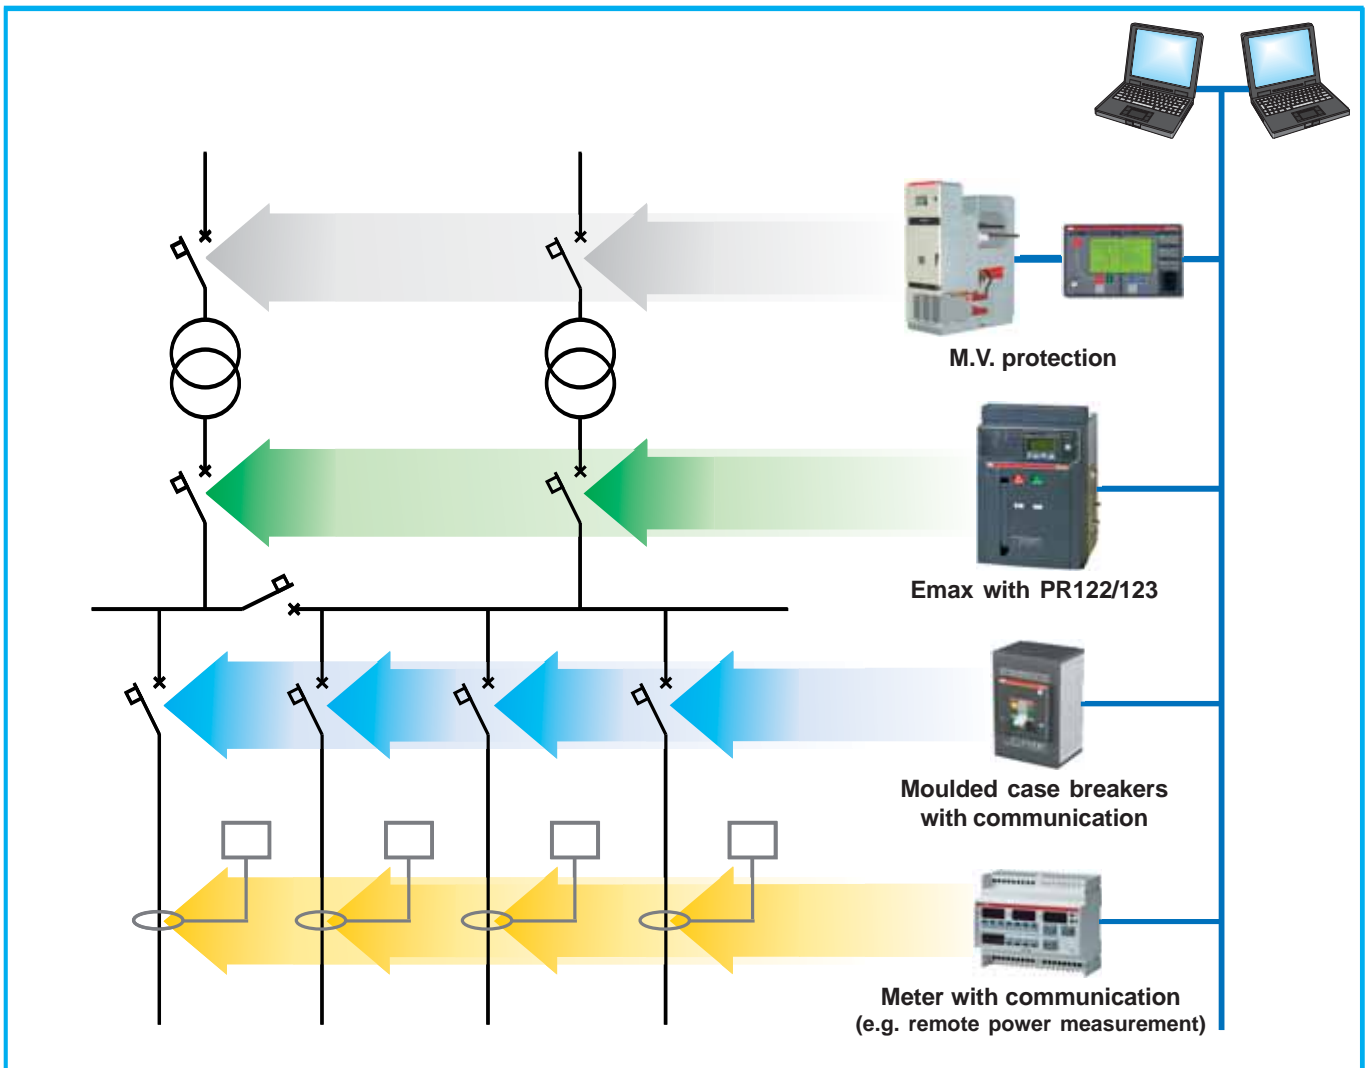 M.V. protection
Emax with PR122/123
Moulded case breakers
with communication
Meter with communication
(e.g. remote power measurement)